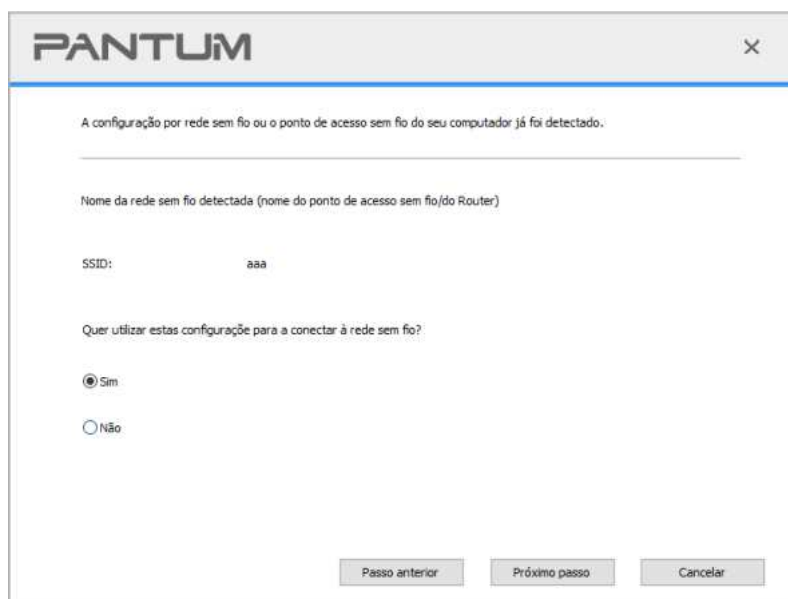 PANTUM
A configuração por rede sem fio ou o ponto de acesso sem fio do seu computador já foi detectado.
Nome da rede sem fio detectada (nome do ponto de acesso sem fio/do Router)
SSID: aaa
Quer utilizar estas configuraçõe para a conectar à rede sem fio?
Sim
Não
Passo anterior Próximo passo Cancelar